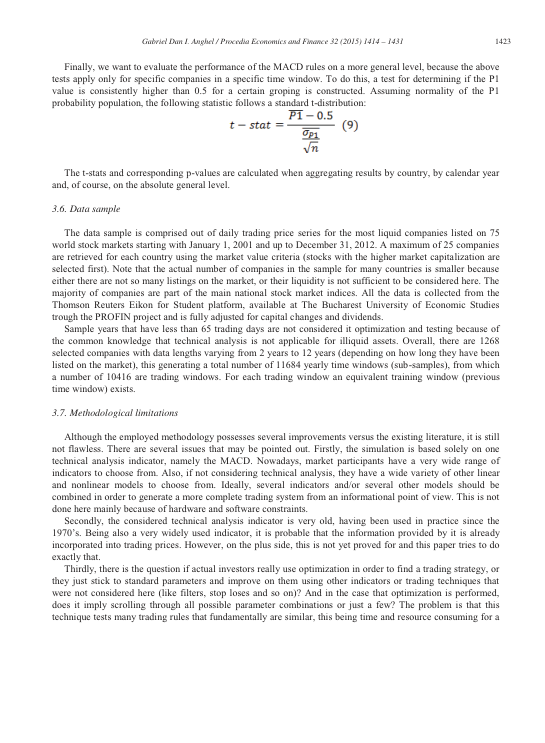 Gabriel Dan I. Anghel / Procedia Economics and Finance 32 (2015) 1414 – 1431 1423
Finally, we want to evaluate the performance of the MACD rules on a more general level, because the above
tests apply only for specific companies in a specific time window. To do this, a test for determining if the P1
value is consistently higher than 0.5 for a certain groping is constructed. Assuming normality of the P1
probability population, the following statistic follows a standard t-distribution:
t − stat = (P̅1̅ − 0.5) / (σ_P1 / √n) (9)
The t-stats and corresponding p-values are calculated when aggregating results by country, by calendar year
and, of course, on the absolute general level.
3.6. Data sample
The data sample is comprised out of daily trading price series for the most liquid companies listed on 75
world stock markets starting with January 1, 2001 and up to December 31, 2012. A maximum of 25 companies
are retrieved for each country using the market value criteria (stocks with the higher market capitalization are
selected first). Note that the actual number of companies in the sample for many countries is smaller because
either there are not so many listings on the market, or their liquidity is not sufficient to be considered here. The
majority of companies are part of the main national stock market indices. All the data is collected from the
Thomson Reuters Eikon for Student platform, available at The Bucharest University of Economic Studies
trough the PROFIN project and is fully adjusted for capital changes and dividends.
Sample years that have less than 65 trading days are not considered it optimization and testing because of
the common knowledge that technical analysis is not applicable for illiquid assets. Overall, there are 1268
selected companies with data lengths varying from 2 years to 12 years (depending on how long they have been
listed on the market), this generating a total number of 11684 yearly time windows (sub-samples), from which
a number of 10416 are trading windows. For each trading window an equivalent training window (previous
time window) exists.
3.7. Methodological limitations
Although the employed methodology possesses several improvements versus the existing literature, it is still
not flawless. There are several issues that may be pointed out. Firstly, the simulation is based solely on one
technical analysis indicator, namely the MACD. Nowadays, market participants have a very wide range of
indicators to choose from. Also, if not considering technical analysis, they have a wide variety of other linear
and nonlinear models to choose from. Ideally, several indicators and/or several other models should be
combined in order to generate a more complete trading system from an informational point of view. This is not
done here mainly because of hardware and software constraints.
Secondly, the considered technical analysis indicator is very old, having been used in practice since the
1970's. Being also a very widely used indicator, it is probable that the information provided by it is already
incorporated into trading prices. However, on the plus side, this is not yet proved for and this paper tries to do
exactly that.
Thirdly, there is the question if actual investors really use optimization in order to find a trading strategy, or
they just stick to standard parameters and improve on them using other indicators or trading techniques that
were not considered here (like filters, stop loses and so on)? And in the case that optimization is performed,
does it imply scrolling through all possible parameter combinations or just a few? The problem is that this
technique tests many trading rules that fundamentally are similar, this being time and resource consuming for a